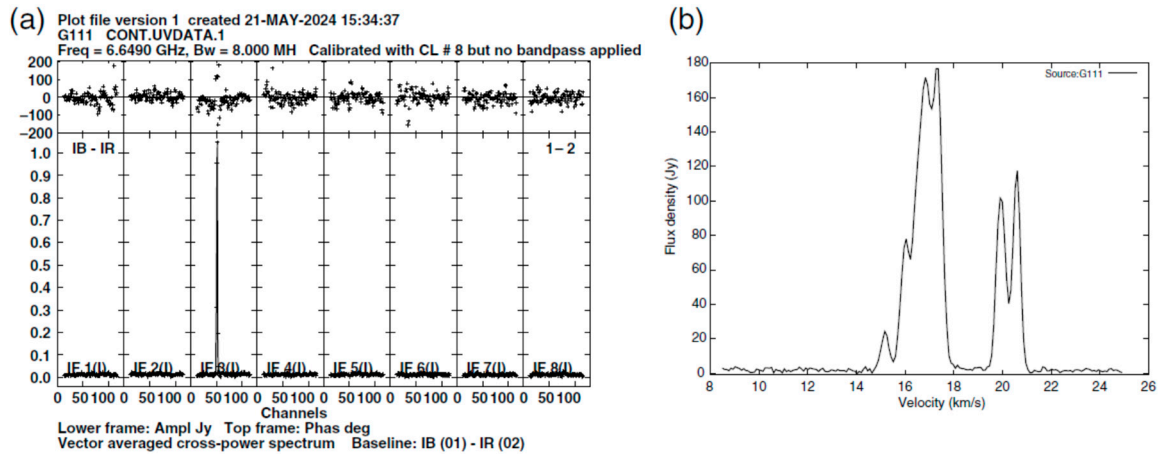 (a)
Plot file version 1 created 21-MAY-2024 15:34:37
G111 CONT.UVDATA.1
Freq = 6.6490 GHz, Bw = 8.000 MH Calibrated with CL # 8 but no bandpass applied
200
100
0
−100
−200
IB - IR
1 − 2
1.0
0.9
0.8
0.7
0.6
0.5
0.4
0.3
0.2
0.1
0.0
IF 1(I) IF 2(I) IF 3(I) IF 4(I) IF 5(I) IF 6(I) IF 7(I) IF 8(I)
0 50 100 0 50 100 0 50 100 0 50 100 0 50 100 0 50 100 0 50 100 0 50 100
Channels
Lower frame: Ampl Jy Top frame: Phas deg
Vector averaged cross-power spectrum Baseline: IB (01) - IR (02)
(b)
Source:G111
180
160
140
120
100
80
60
40
20
0
Flux density (Jy)
8 10 12 14 16 18 20 22 24 26
Velocity (km/s)